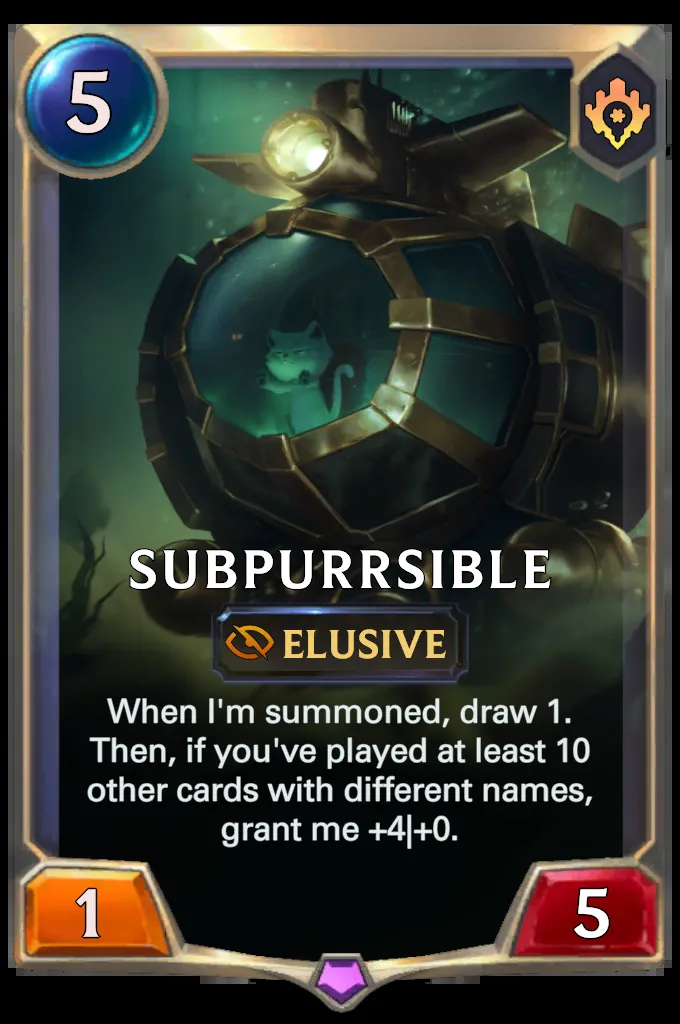 5
SUBPURRSIBLE
ELUSIVE
When I'm summoned, draw 1.
Then, if you've played at least 10
other cards with different names,
grant me +4|+0.
1
5